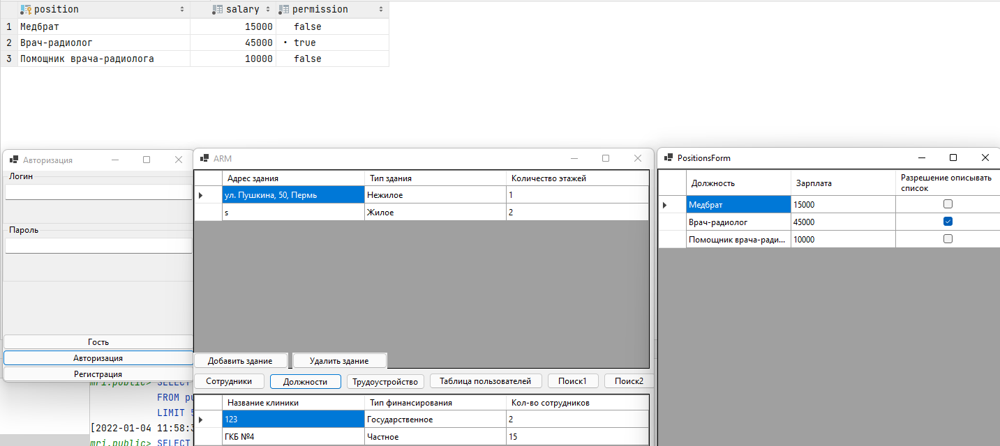 position salary permission
1 Медбрат 15000 false
2 Врач-радиолог 45000 • true
3 Помощник врача-радиолога 10000 false
Авторизация
Логин
Пароль
Гость
Авторизация
Регистрация
ARM
Адрес здания Тип здания Количество этажей
ул. Пушкина, 50, Пермь Нежилое 1
s Жилое 2
Добавить здание Удалить здание
Сотрудники Должности Трудоустройство Таблица пользователей Поиск1 Поиск2
Название клиники Тип финансирования Кол-во сотрудников
123 Государственное 2
ГКБ №4 Частное 15
PositionsForm
Должность Зарплата Разрешение описывать
список
Медбрат 15000
Врач-радиолог 45000
Помощник врача-ради... 10000
mri.public> SELECT
FROM pu
LIMIT 5
[2022-01-04 11:58:3
mri.public> SELECT